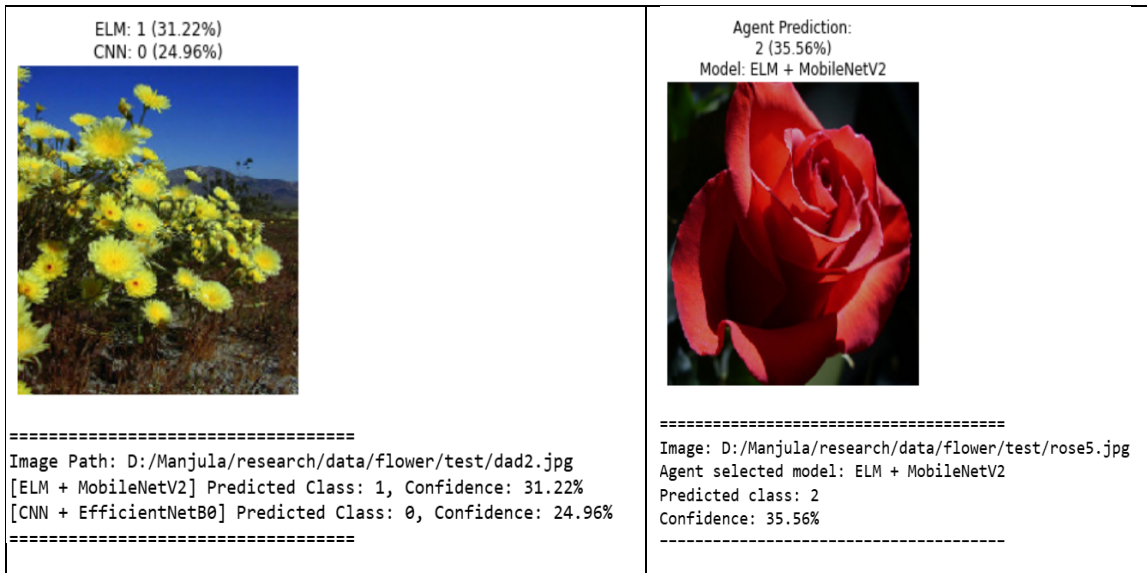 ELM: 1 (31.22%)
CNN: 0 (24.96%)
===================================
Image Path: D:/Manjula/research/data/flower/test/dad2.jpg
[ELM + MobileNetV2] Predicted Class: 1, Confidence: 31.22%
[CNN + EfficientNetB0] Predicted Class: 0, Confidence: 24.96%
===================================
Agent Prediction:
2 (35.56%)
Model: ELM + MobileNetV2
=======================================
Image: D:/Manjula/research/data/flower/test/rose5.jpg
Agent selected model: ELM + MobileNetV2
Predicted class: 2
Confidence: 35.56%
---------------------------------------